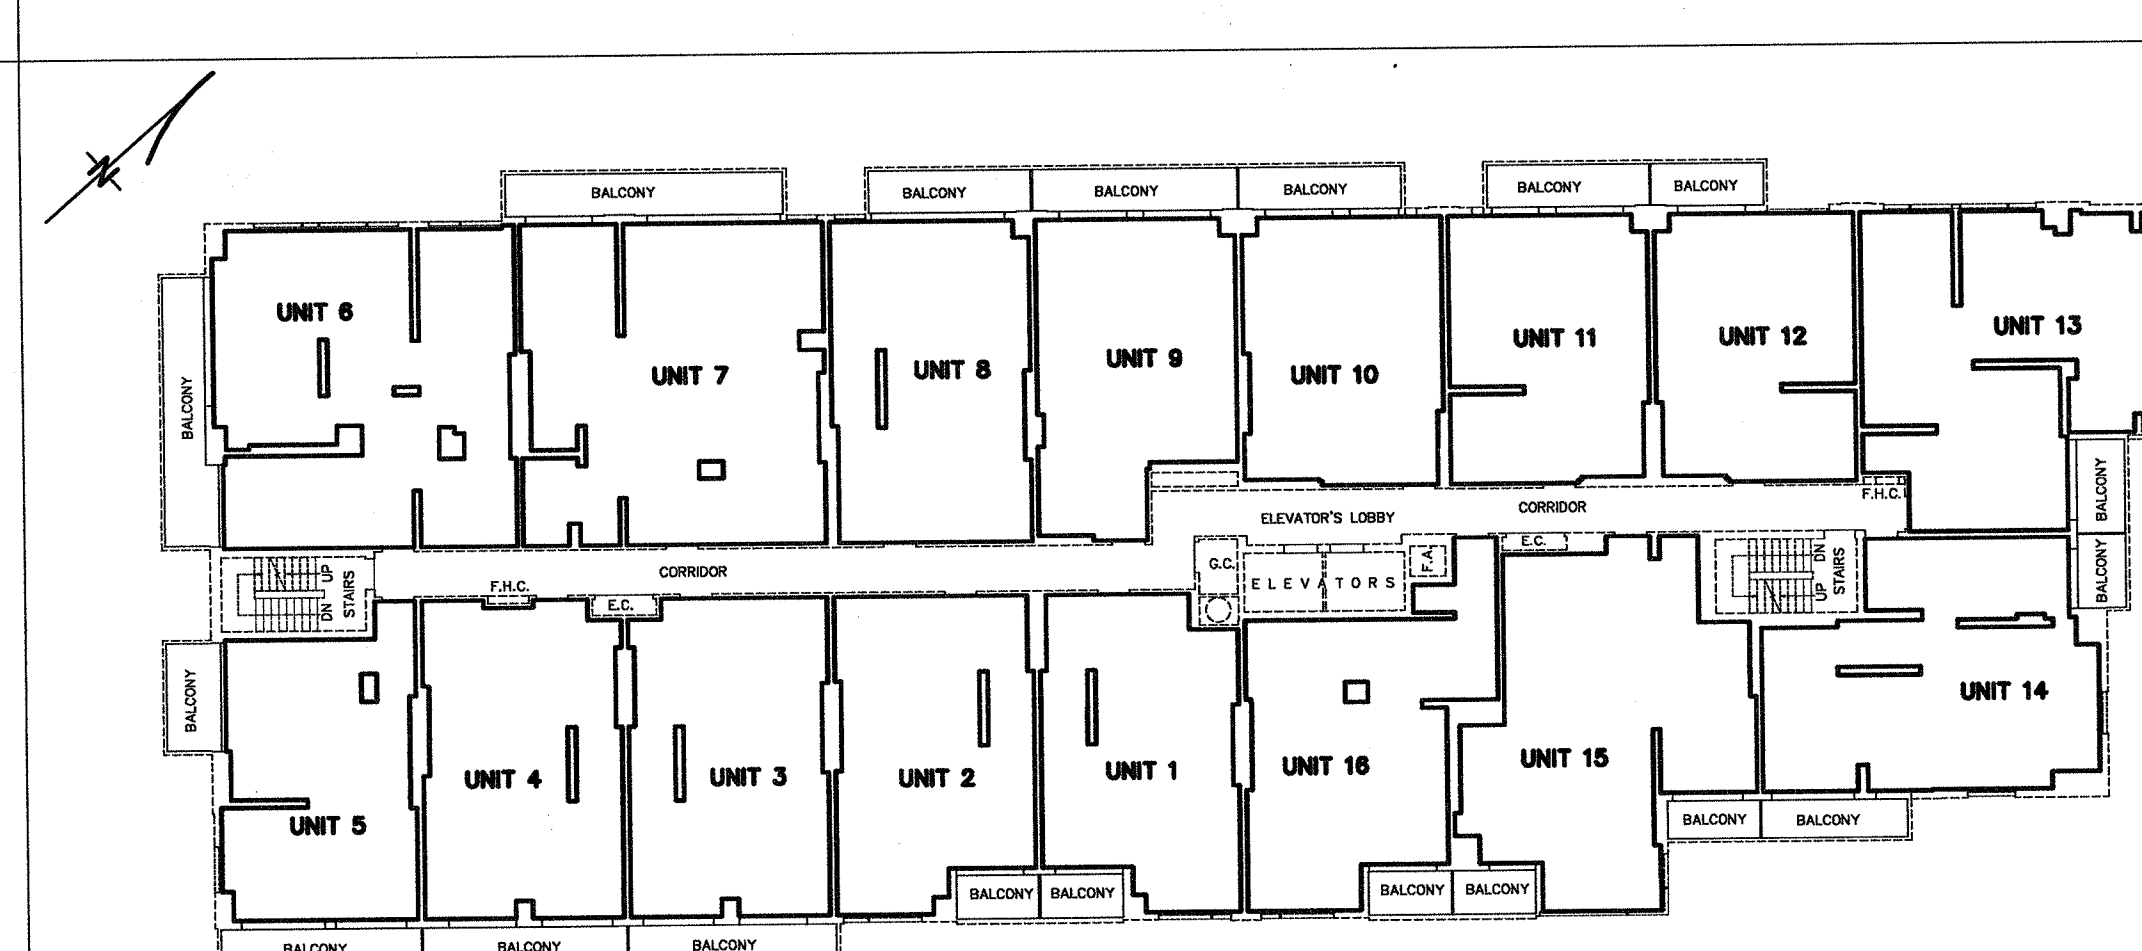 N
BALCONY
BALCONY
BALCONY
BALCONY
BALCONY
BALCONY
UNIT 6
UNIT 7
UNIT 8
UNIT 9
UNIT 10
UNIT 11
UNIT 12
UNIT 13
BALCONY
BALCONY
F.H.C.
ELEVATOR'S LOBBY
CORRIDOR
UP
DN
STAIRS
CORRIDOR
F.H.C.
E.C.
G.C.
ELEVATORS
F.A.
E.C.
UP
DN
STAIRS
BALCONY
BALCONY
UNIT 5
UNIT 4
UNIT 3
UNIT 2
UNIT 1
UNIT 16
UNIT 15
UNIT 14
BALCONY
BALCONY
BALCONY
BALCONY
BALCONY
BALCONY
BALCONY
BALCONY
BALCONY